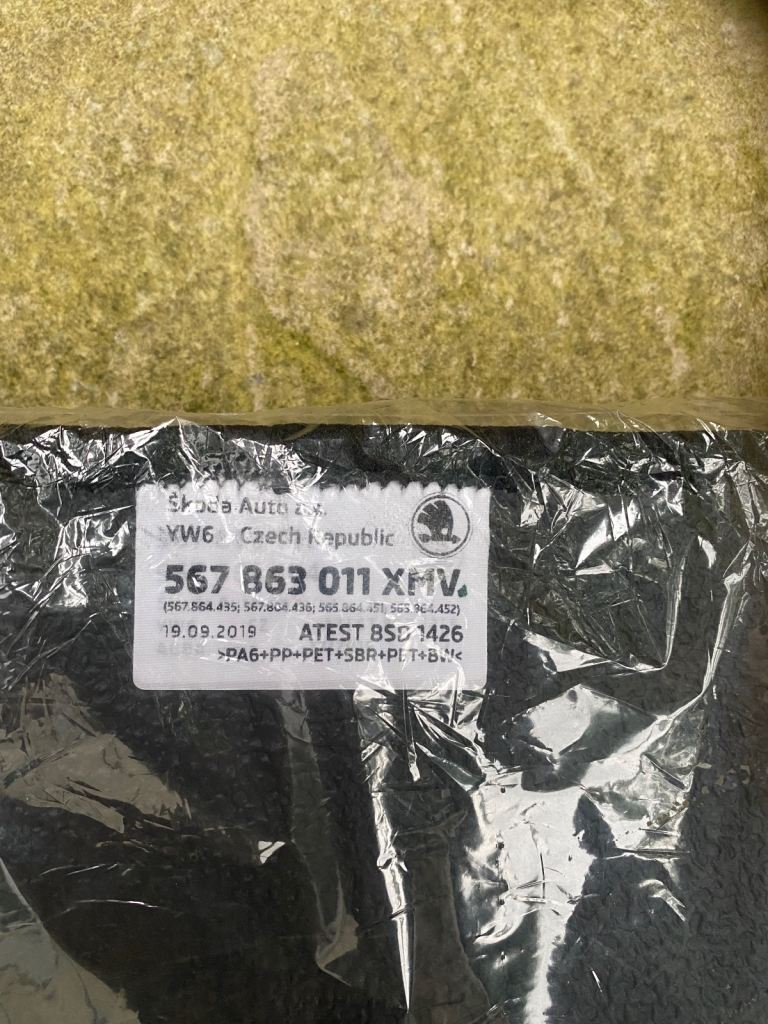 Škoda Auto a.s.
YW6 - Czech Republic
567 863 011 XMV.
(567.864.435; 567.864.436; 565.864.451; 565.864.452)
19.09.2019 ATEST 8SD 1426
>PA6+PP+PET+SBR+PET+BW<